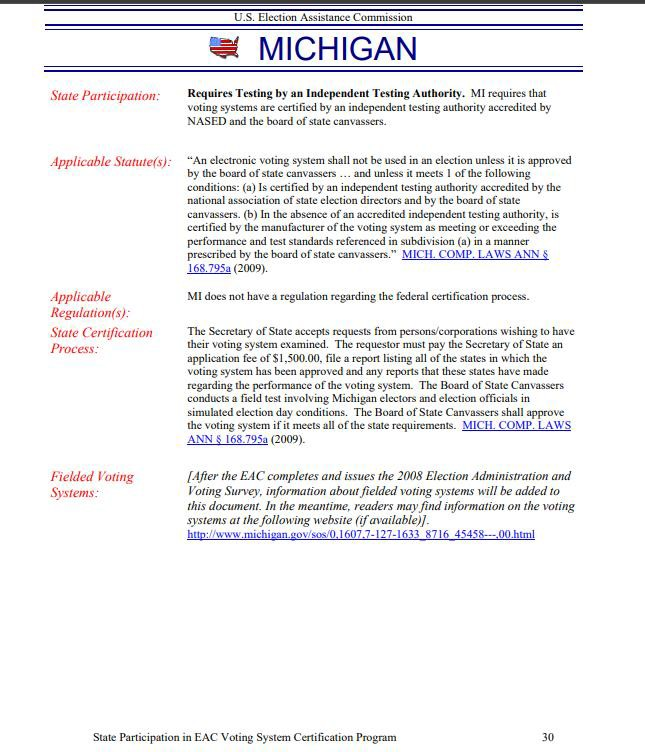 U.S. Election Assistance Commission
MICHIGAN
State Participation:
Requires Testing by an Independent Testing Authority. MI requires that
voting systems are certified by an independent testing authority accredited by
NASED and the board of state canvassers.
Applicable Statute(s):
“An electronic voting system shall not be used in an election unless it is approved
by the board of state canvassers … and unless it meets 1 of the following
conditions: (a) Is certified by an independent testing authority accredited by the
national association of state election directors and by the board of state
canvassers. (b) In the absence of an accredited independent testing authority, is
certified by the manufacturer of the voting system as meeting or exceeding the
performance and test standards referenced in subdivision (a) in a manner
prescribed by the board of state canvassers.” MICH. COMP. LAWS ANN §
168.795a (2009).
Applicable
Regulation(s):
MI does not have a regulation regarding the federal certification process.
State Certification
Process:
The Secretary of State accepts requests from persons/corporations wishing to have
their voting system examined. The requestor must pay the Secretary of State an
application fee of $1,500.00, file a report listing all of the states in which the
voting system has been approved and any reports that these states have made
regarding the performance of the voting system. The Board of State Canvassers
conducts a field test involving Michigan electors and election officials in
simulated election day conditions. The Board of State Canvassers shall approve
the voting system if it meets all of the state requirements. MICH. COMP. LAWS
ANN § 168.795a (2009).
Fielded Voting
Systems:
[After the EAC completes and issues the 2008 Election Administration and
Voting Survey, information about fielded voting systems will be added to
this document. In the meantime, readers may find information on the voting
systems at the following website (if available)].
http://www.michigan.gov/sos/0,1607,7-127-1633_8716_45458---,00.html
State Participation in EAC Voting System Certification Program
30